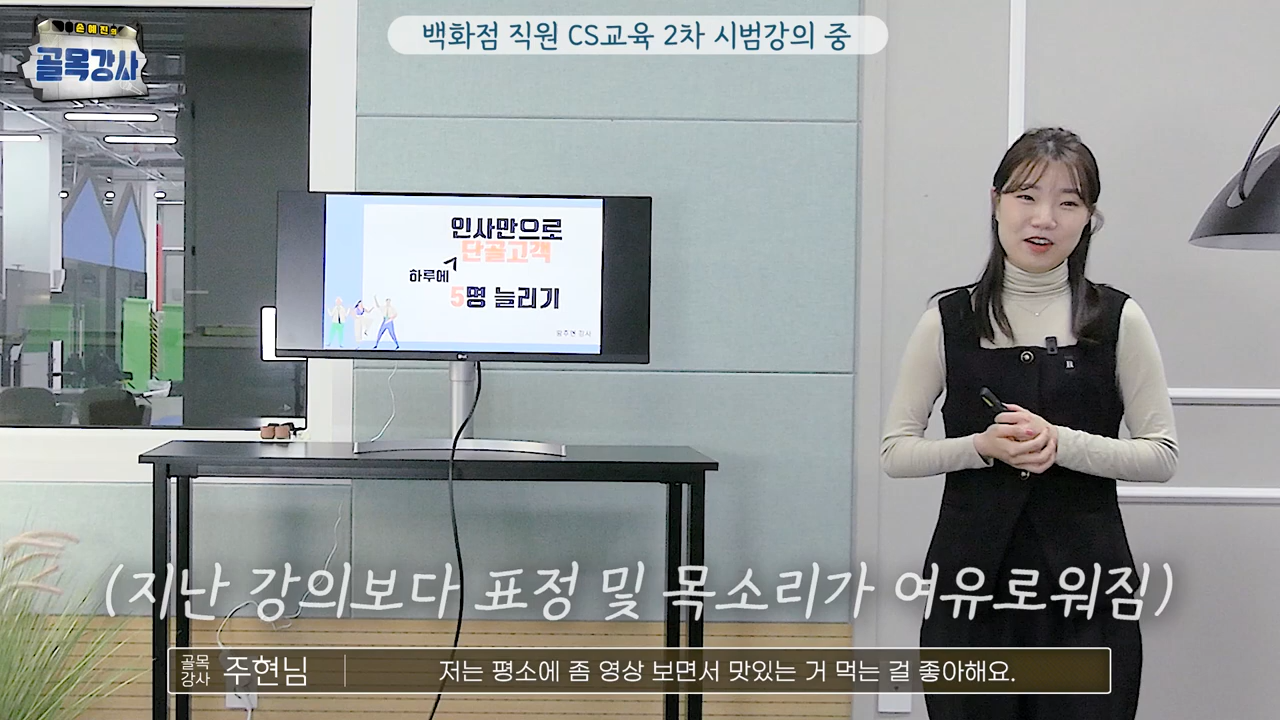 손예진의
골목강사
백화점 직원 CS교육 2차 시범강의 중
인사만으로
단골고객
하루에
5명 늘리기
강사
(지난 강의보다 표정 및 목소리가 여유로워짐)
골목
강사
주현님
저는 평소에 좀 영상 보면서 맛있는 거 먹는 걸 좋아해요.